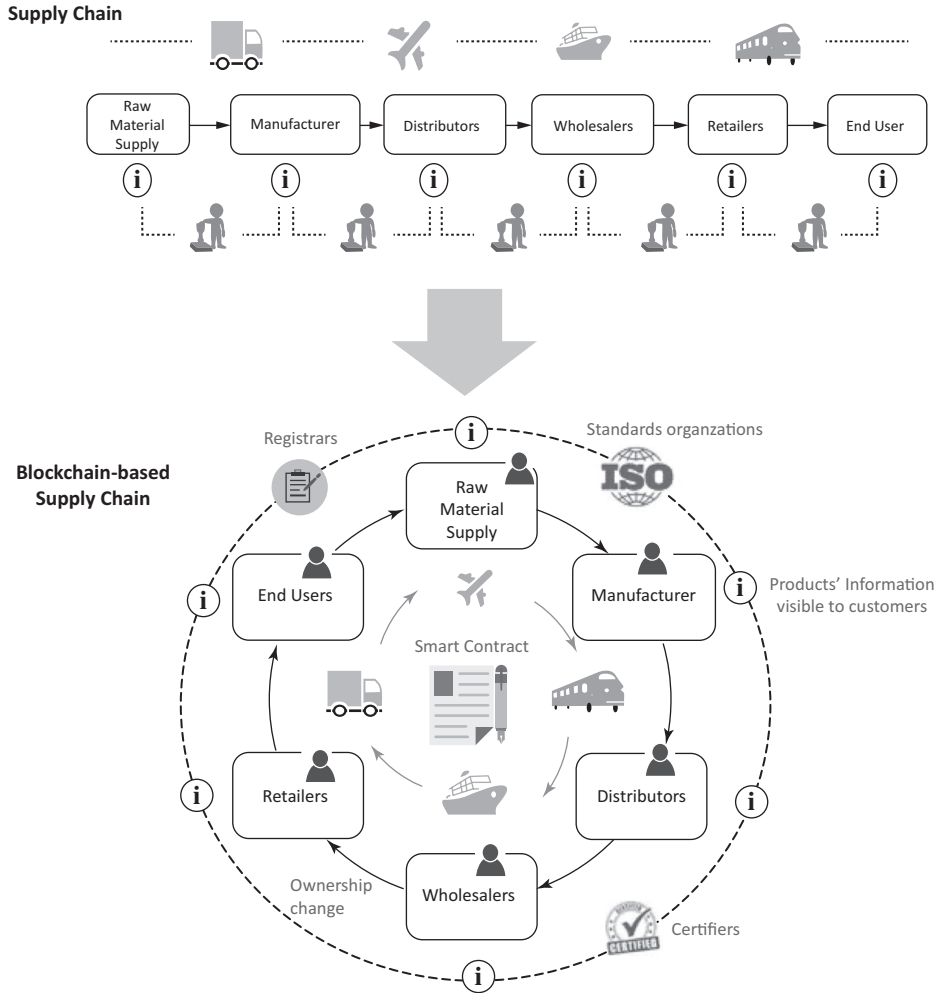 Supply Chain
Raw
Material
Supply
Manufacturer
Distributors
Wholesalers
Retailers
End User
i
i
i
i
i
i
Blockchain-based
Supply Chain
Registrars
i
Standards organzations
ISO
Raw
Material
Supply
i
End Users
Manufacturer
i
Products’ Information
visible to customers
Smart Contract
i
Retailers
Distributors
i
Ownership
change
Wholesalers
CERTIFIED
Certifiers
i